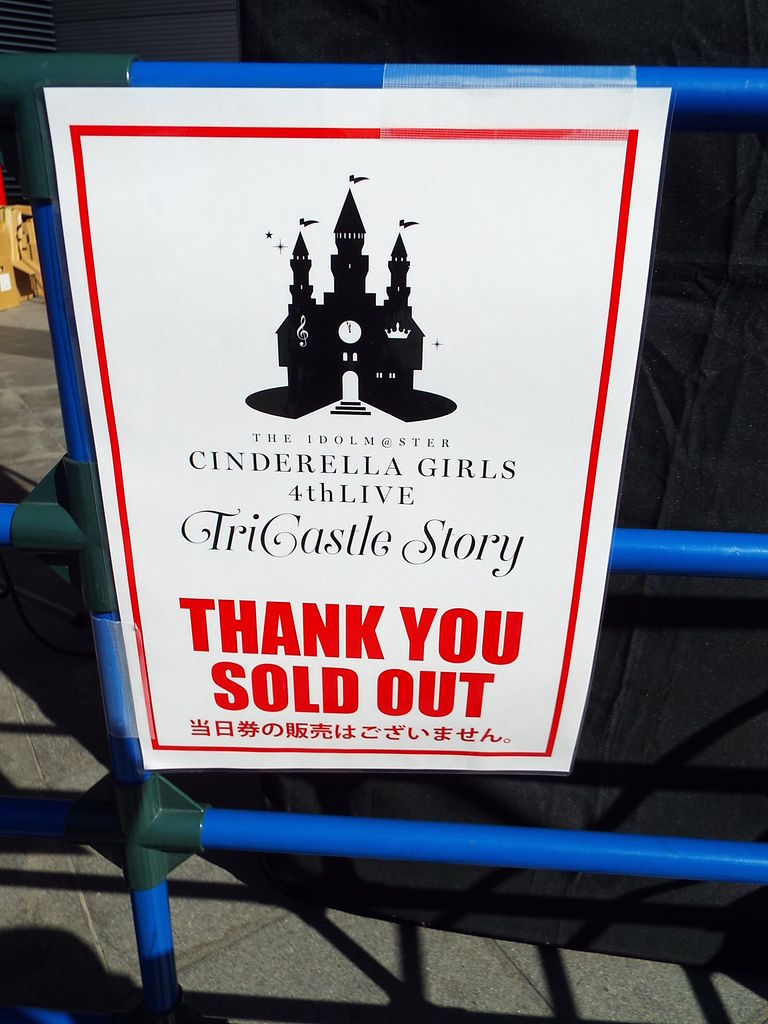 THE IDOLM@STER
CINDERELLA GIRLS
4thLIVE
TriCastle Story
THANK YOU
SOLD OUT
当日券の販売はございません。